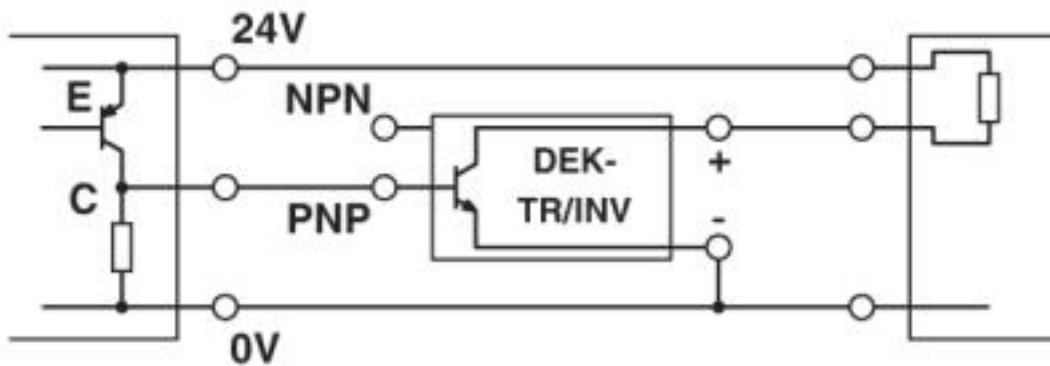 24V
E
NPN
DEK-
+
C
PNP
TR/INV
-
0V